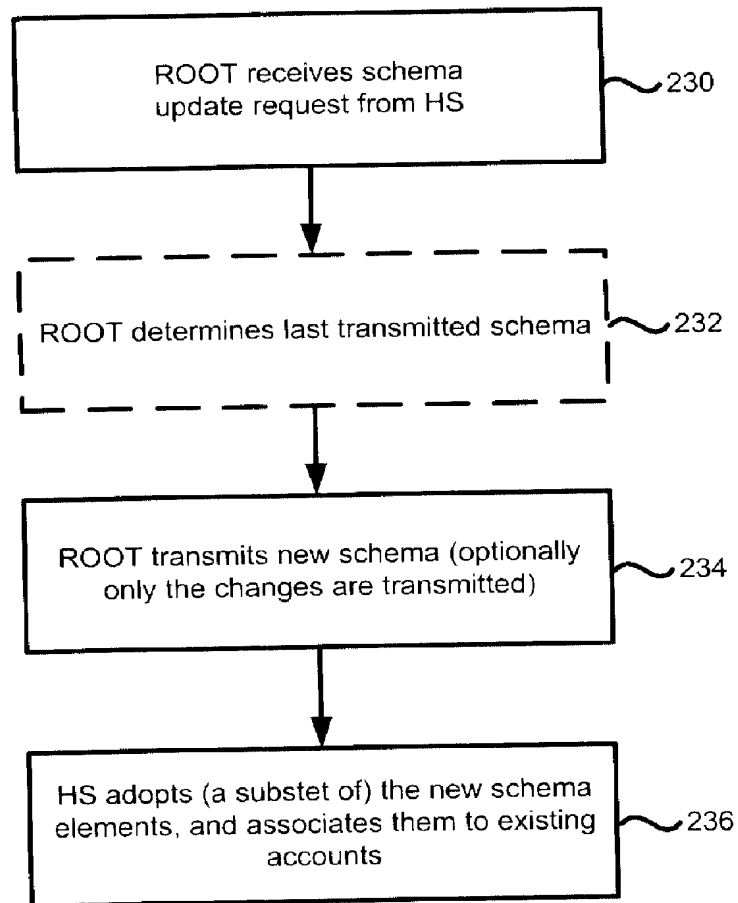 ROOT receives schema
update request from HS
230
ROOT determines last transmitted schema
232
ROOT transmits new schema (optionally
only the changes are transmitted)
234
HS adopts (a substet of) the new schema
elements, and associates them to existing
accounts
236